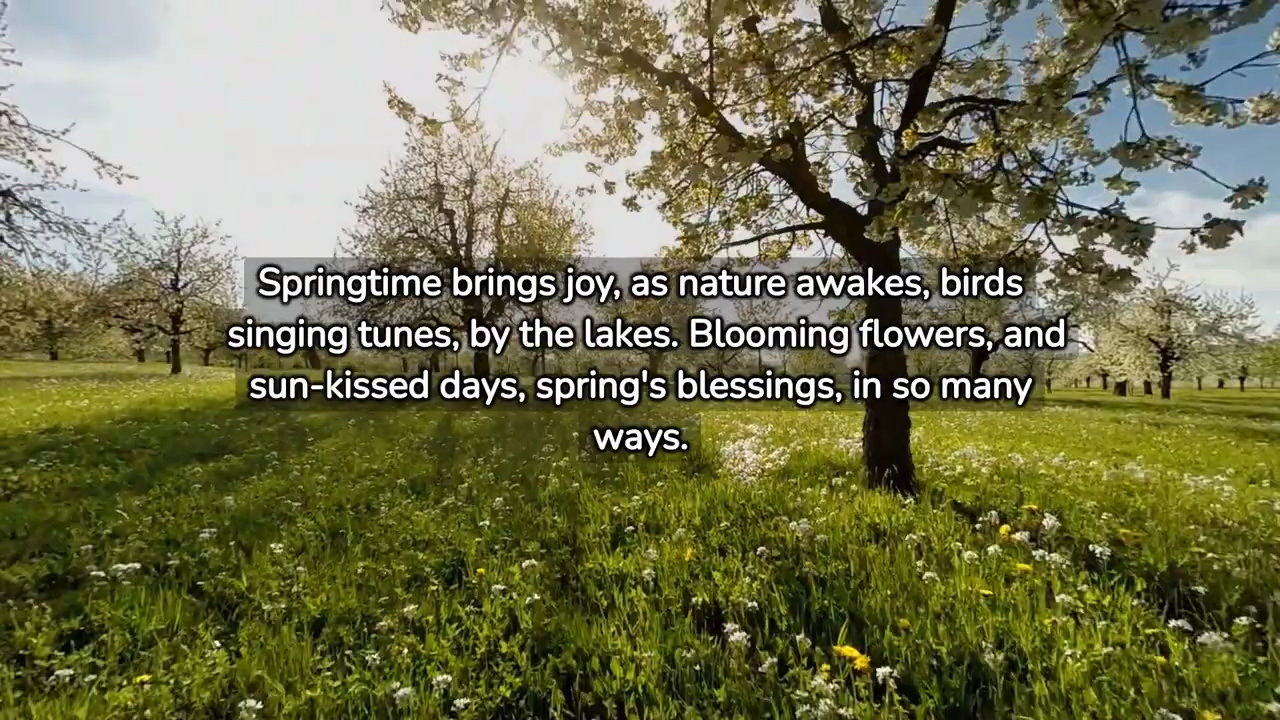 Springtime brings joy, as nature awakes, birds
singing tunes, by the lakes. Blooming flowers, and
sun-kissed days, spring's blessings, in so many
ways.